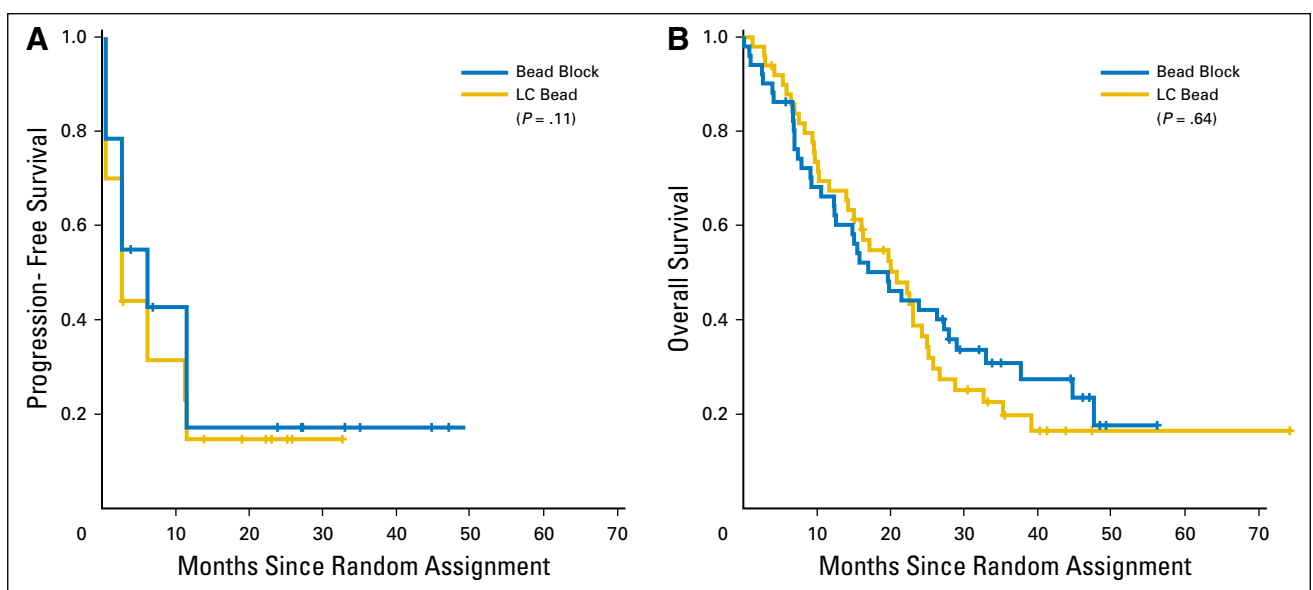 A
Progression- Free Survival
1.0
0.8
0.6
0.4
0.2
0 10 20 30 40 50 60 70
Months Since Random Assignment
Bead Block
LC Bead
(P = .11)
B
Overall Survival
1.0
0.8
0.6
0.4
0.2
0 10 20 30 40 50 60 70
Months Since Random Assignment
Bead Block
LC Bead
(P = .64)